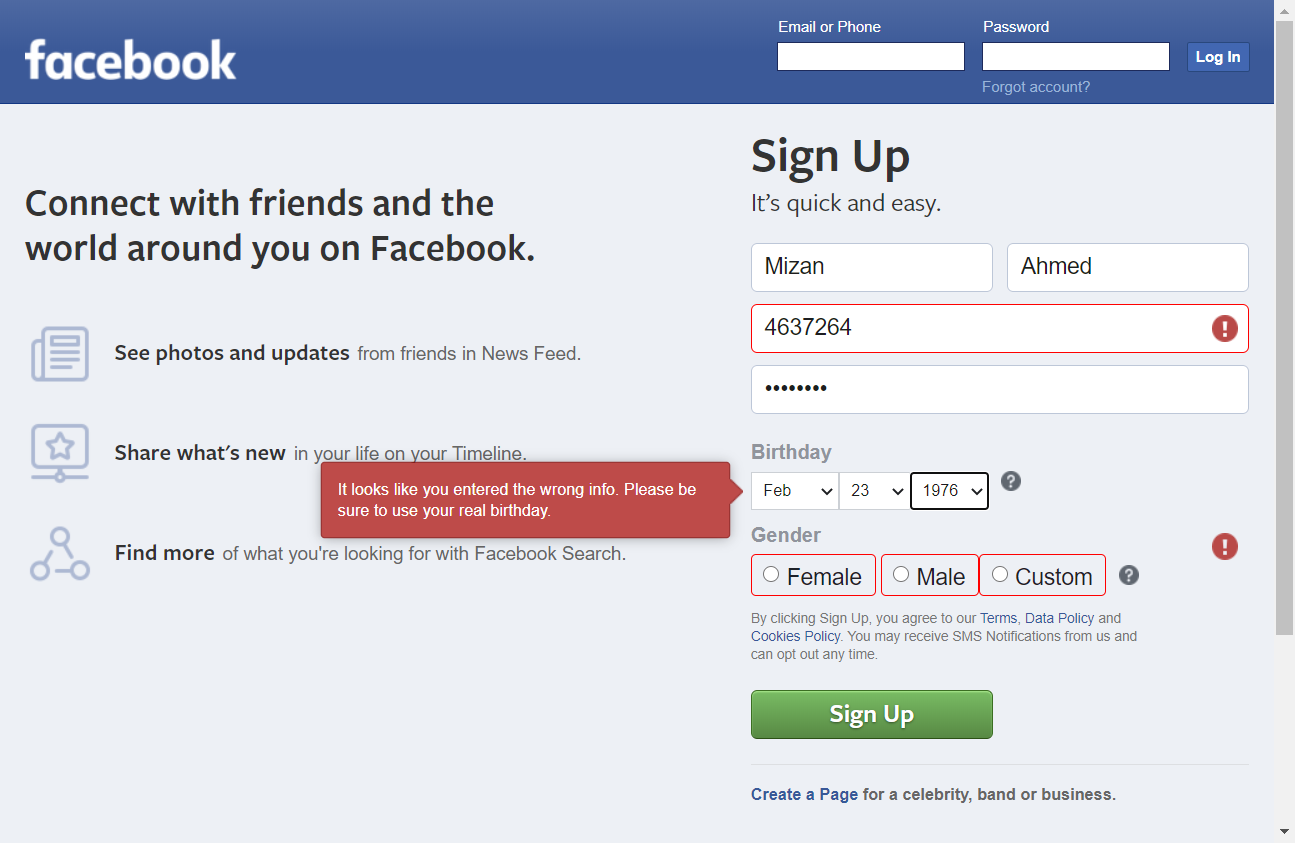 facebook
Email or Phone
Password
Log In
Forgot account?
Sign Up
It's quick and easy.
Connect with friends and the
world around you on Facebook.
Mizan
Ahmed
4637264
••••••••
See photos and updates from friends in News Feed.
Share what's new in your life on your Timeline.
Find more of what you're looking for with Facebook Search.
Birthday
It looks like you entered the wrong info. Please be
sure to use your real birthday.
Feb 23 1976 ?
Gender
Female Male Custom ?
By clicking Sign Up, you agree to our Terms, Data Policy and
Cookies Policy. You may receive SMS Notifications from us and
can opt out any time.
Sign Up
Create a Page for a celebrity, band or business.